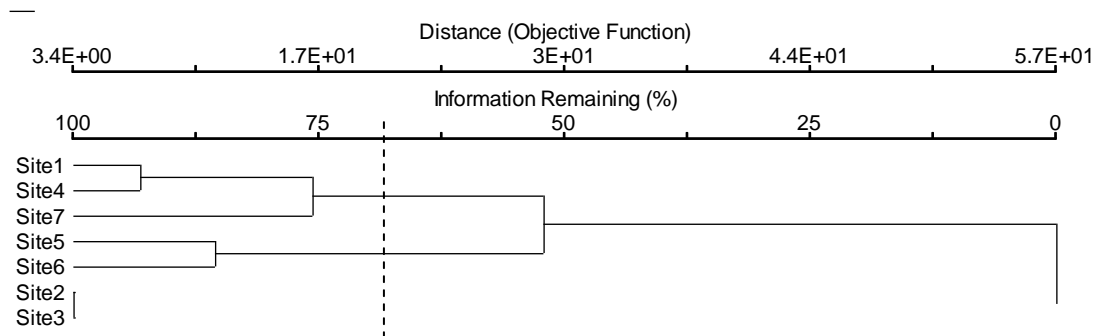 Distance (Objective Function)
3.4E+00 1.7E+01 3E+01 4.4E+01 5.7E+01
Information Remaining (%)
100 75 50 25 0
Site1
Site4
Site7
Site5
Site6
Site2
Site3